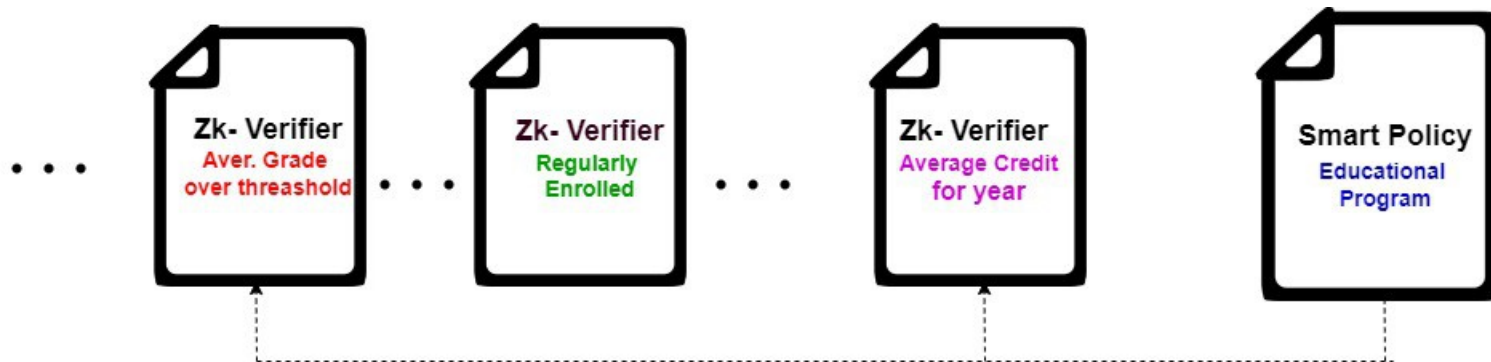 Zk- Verifier
Aver. Grade
over threashold
Zk- Verifier
Regularly
Enrolled
Zk- Verifier
Average Credit
for year
Smart Policy
Educational
Program